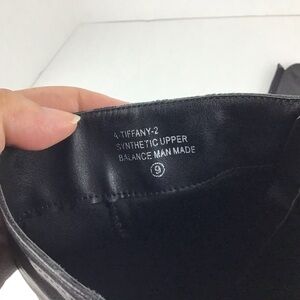 A-TIFFANY-2
SYNTHETIC UPPER
BALANCE MAN MADE
9